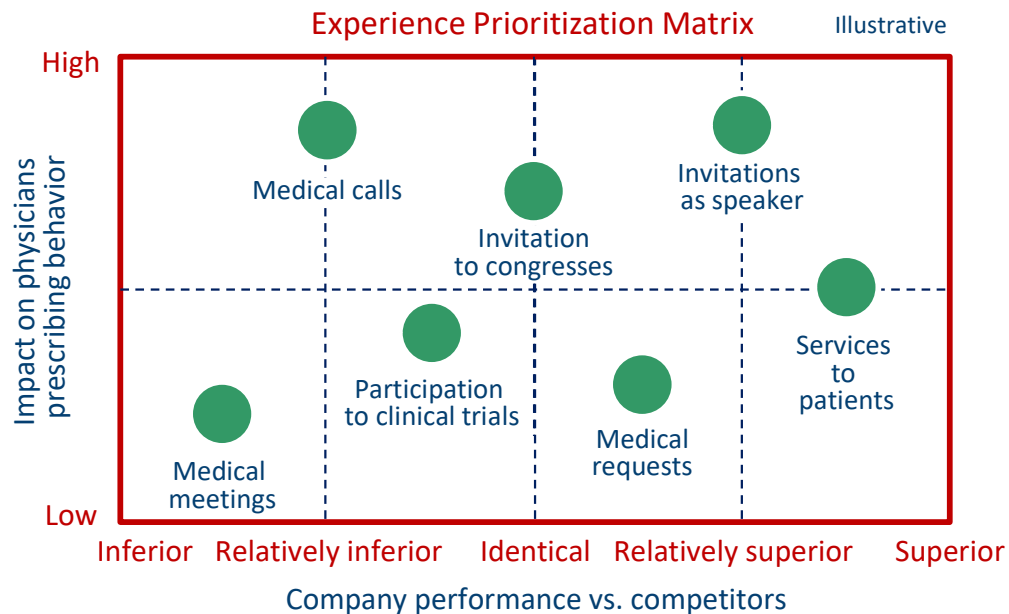 Experience Prioritization Matrix
Illustrative
High
Impact on physicians
prescribing behavior
Medical calls
Invitation
to congresses
Invitations
as speaker
Services
to
patients
Participation
to clinical trials
Medical
requests
Medical
meetings
Low
Inferior
Relatively inferior
Identical
Relatively superior
Superior
Company performance vs. competitors